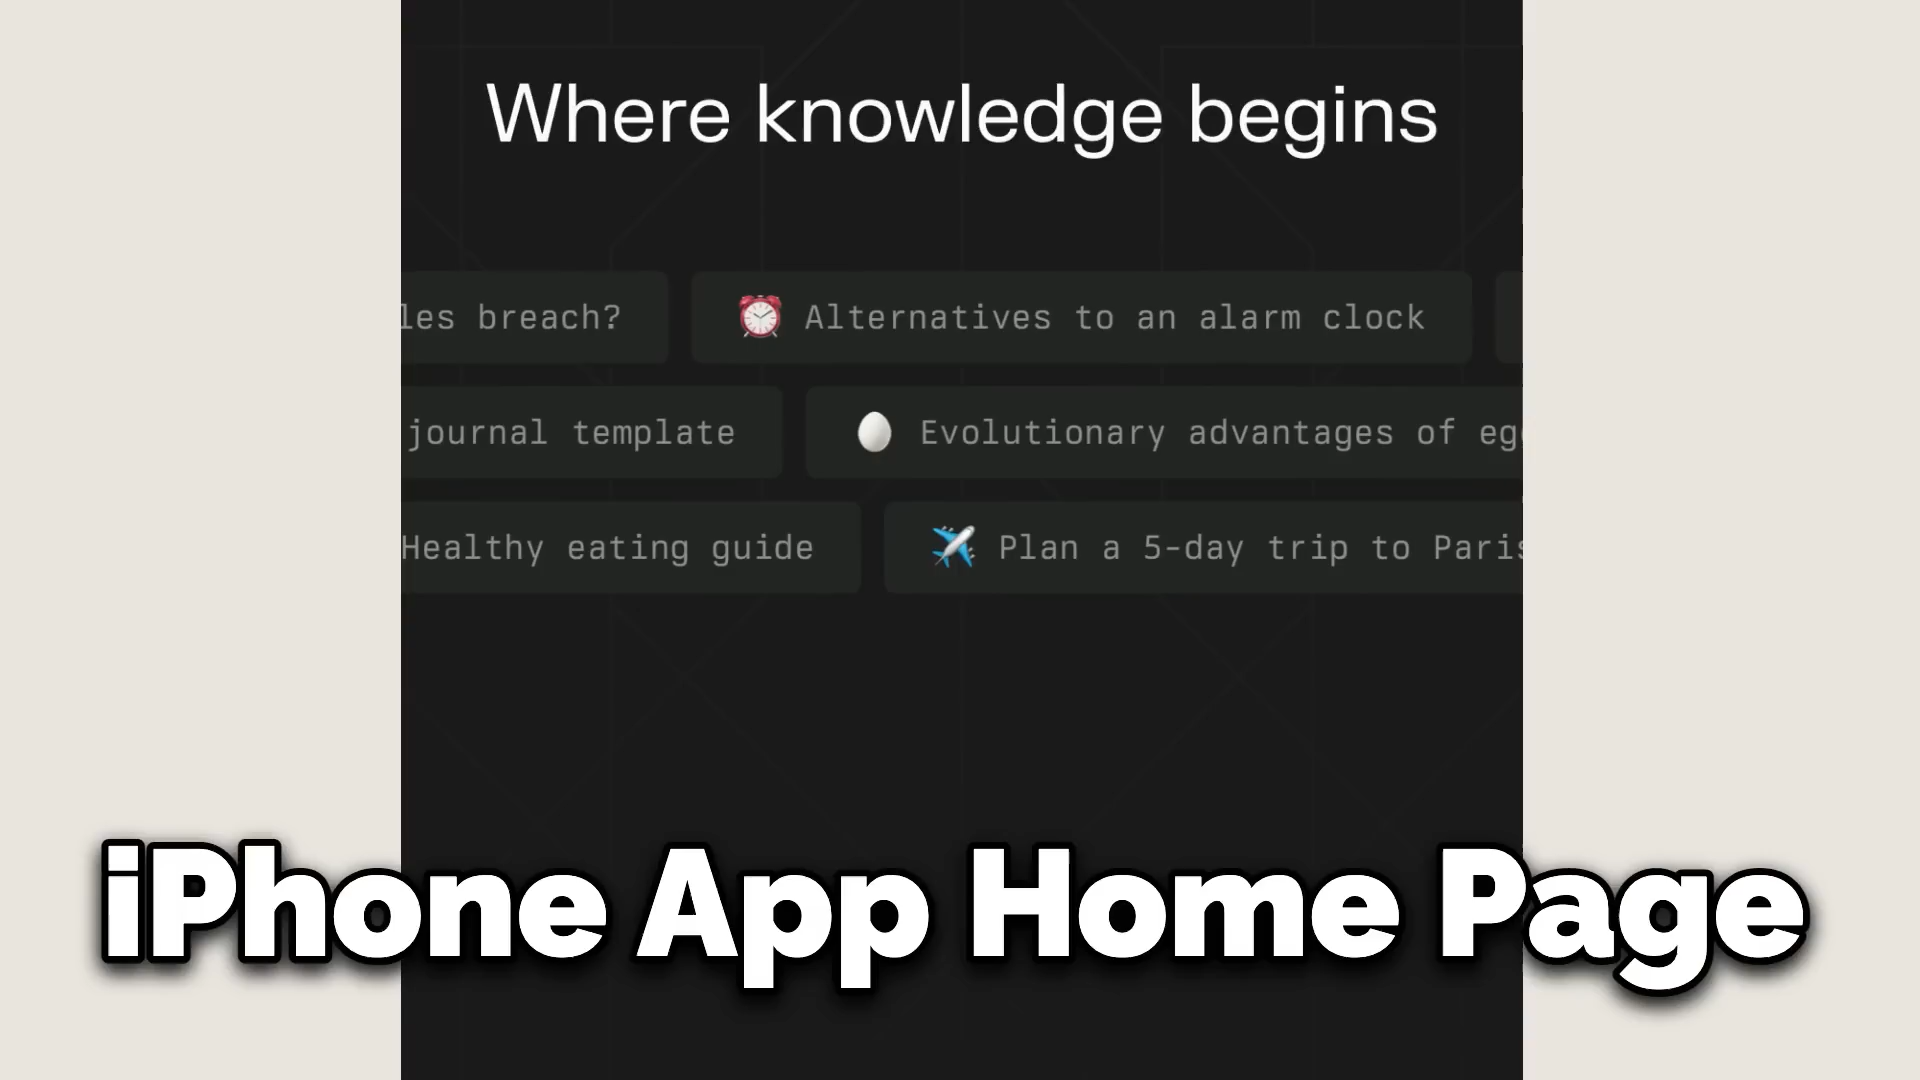 Where knowledge begins
les breach?
⏰ Alternatives to an alarm clock
journal template
🥚 Evolutionary advantages of eg
Healthy eating guide
✈️ Plan a 5-day trip to Paris
iPhone App Home Page